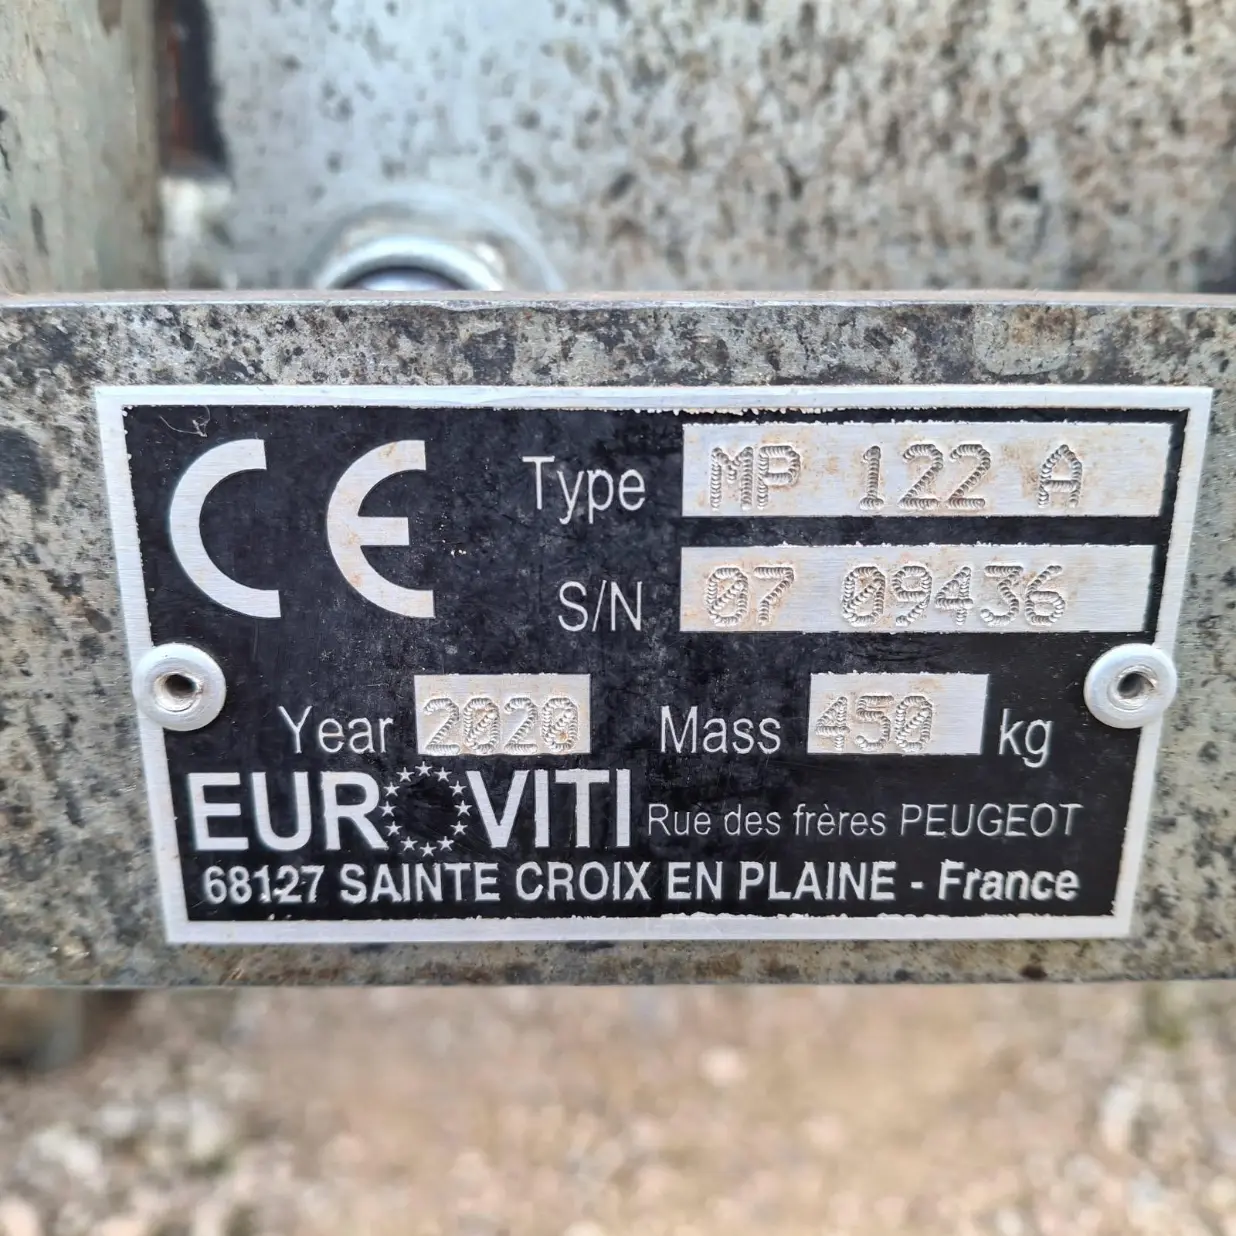 CE Type MP 122 A
S/N 07 09436
Year 2020 Mass 450 kg
EUROVITI Rue des frères PEUGEOT
68127 SAINTE CROIX EN PLAINE - France